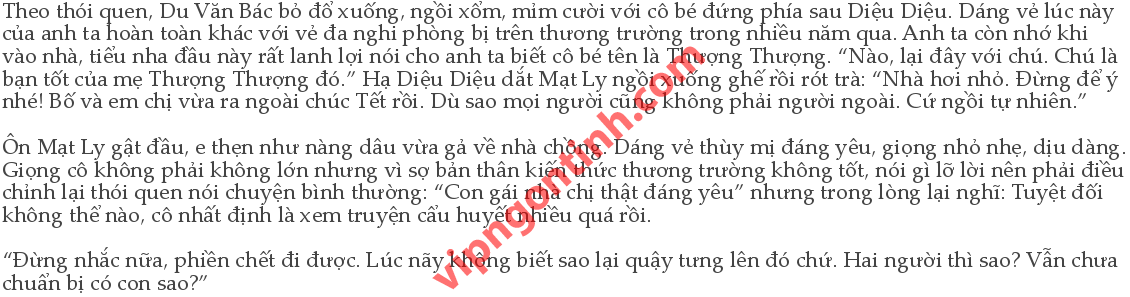 Theo thói quen, Du Văn Bác bỏ đổ xuống, ngồi xổm, mỉm cười với cô bé đứng phía sau Diệu Diệu. Dáng vẻ lúc này
của anh ta hoàn toàn khác với vẻ đa nghi phòng bị trên thương trường trong nhiều năm qua. Anh ta còn nhớ khi
vào nhà, tiểu nha đầu này rất lanh lợi nói cho anh ta biết cô bé tên là Thượng Thượng. “Nào, lại đây với chú. Chú là
bạn tốt của mẹ Thượng Thượng đó.” Hạ Diệu Diệu dắt Mạt Ly ngồi xuống ghế rồi rót trà: “Nhà hơi nhỏ. Đừng để ý
nhé! Bố và em chị vừa ra ngoài chúc Tết rồi. Dù sao mọi người cũng không phải người ngoài. Cứ ngồi tự nhiên.”
Ôn Mạt Ly gật đầu, e thẹn như nàng dâu vừa gả về nhà chồng. Dáng vẻ thùy mị đáng yêu, giọng nhỏ nhẹ, dịu dàng.
Giọng cô không phải không lớn nhưng vì sợ bản thân kiến thức thương trường không tốt, nói gì lỡ lời nên phải điều
chỉnh lại thói quen nói chuyện bình thường: “Con gái nhà chị thật đáng yêu” nhưng trong lòng lại nghĩ: Tuyệt đối
không thể nào, cô nhất định là xem truyện cẩu huyết nhiều quá rồi.
“Đừng nhắc nữa, phiền chết đi được. Lúc nãy không biết sao lại quậy tưng lên đó chứ. Hai người thì sao? Vẫn chưa
chuẩn bị có con sao?”
vipngontinh.com